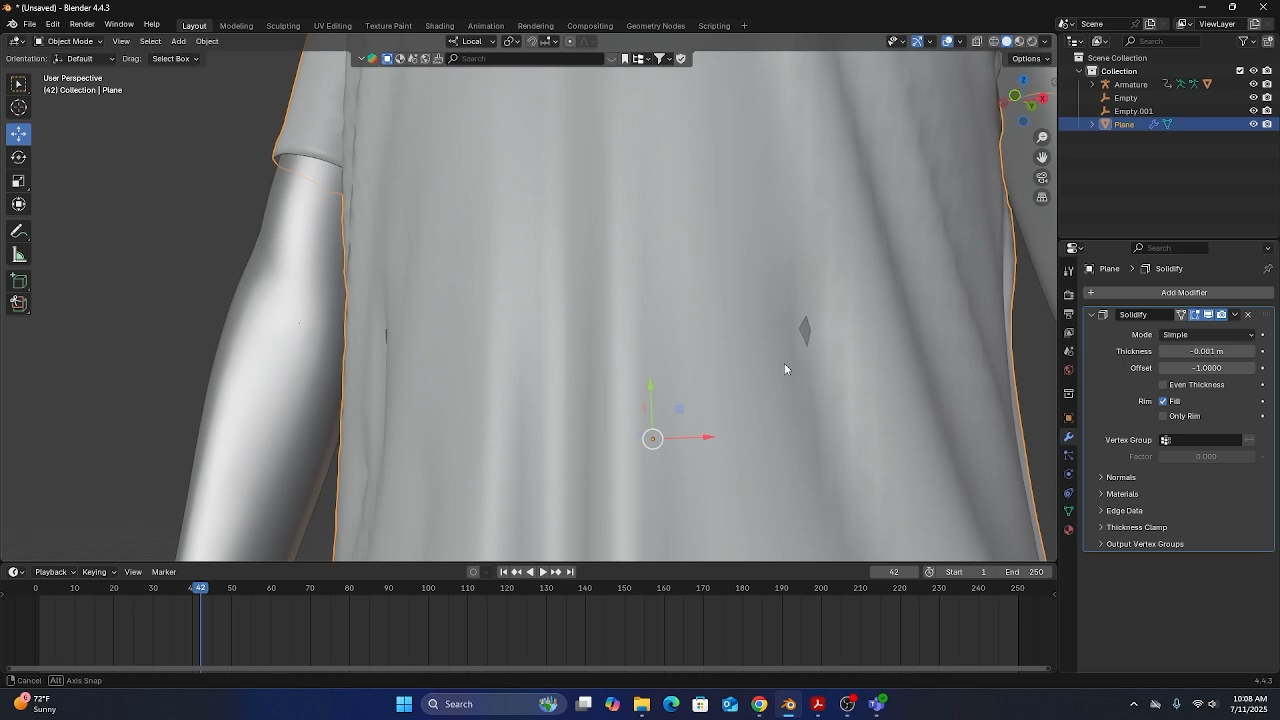 * (Unsaved) - Blender 4.4.3
File Edit Render Window Help Layout Modeling Sculpting UV Editing Texture Paint Shading Animation Rendering Compositing Geometry Nodes Scripting + Scene ViewLayer
Object Mode View Select Add Object Local Search
Orientation: Default Drag: Select Box Search Options
User Perspective
(42) Collection | Plane
Z
X
Y
Scene Collection
Collection
Armature
Empty
Empty.001
Plane
Search
Plane Solidify
+ Add Modifier
Solidify
Mode Simple
Thickness -0.001 m
Offset -1.0000
Even Thickness
Rim Fill
Only Rim
Vertex Group
Factor 0.000
Normals
Materials
Edge Data
Thickness Clamp
Output Vertex Groups
Playback Keying View Marker 42 Start 1 End 250
0 10 20 30 42 50 60 70 80 90 100 110 120 130 140 150 160 170 180 190 200 210 220 230 240 250
Cancel Alt Axis Snap 4.4.3
72°F
Sunny
Search
10:08 AM
7/11/2025